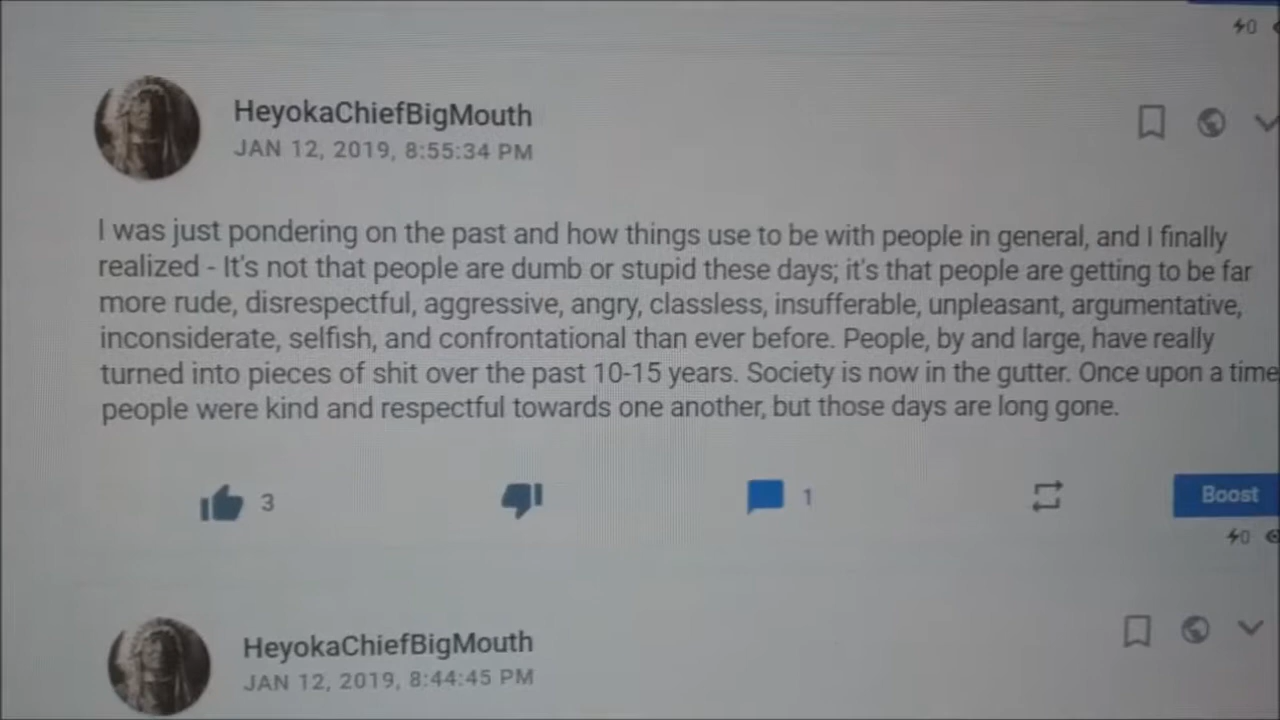 0
HeyokaChiefBigMouth
JAN 12, 2019, 8:55:34 PM
I was just pondering on the past and how things use to be with people in general, and I finally
realized - It's not that people are dumb or stupid these days; it's that people are getting to be far
more rude, disrespectful, aggressive, angry, classless, insufferable, unpleasant, argumentative,
inconsiderate, selfish, and confrontational than ever before. People, by and large, have really
turned into pieces of shit over the past 10-15 years. Society is now in the gutter. Once upon a time
people were kind and respectful towards one another, but those days are long gone.
3
1
Boost
0
HeyokaChiefBigMouth
JAN 12, 2019, 8:44:45 PM